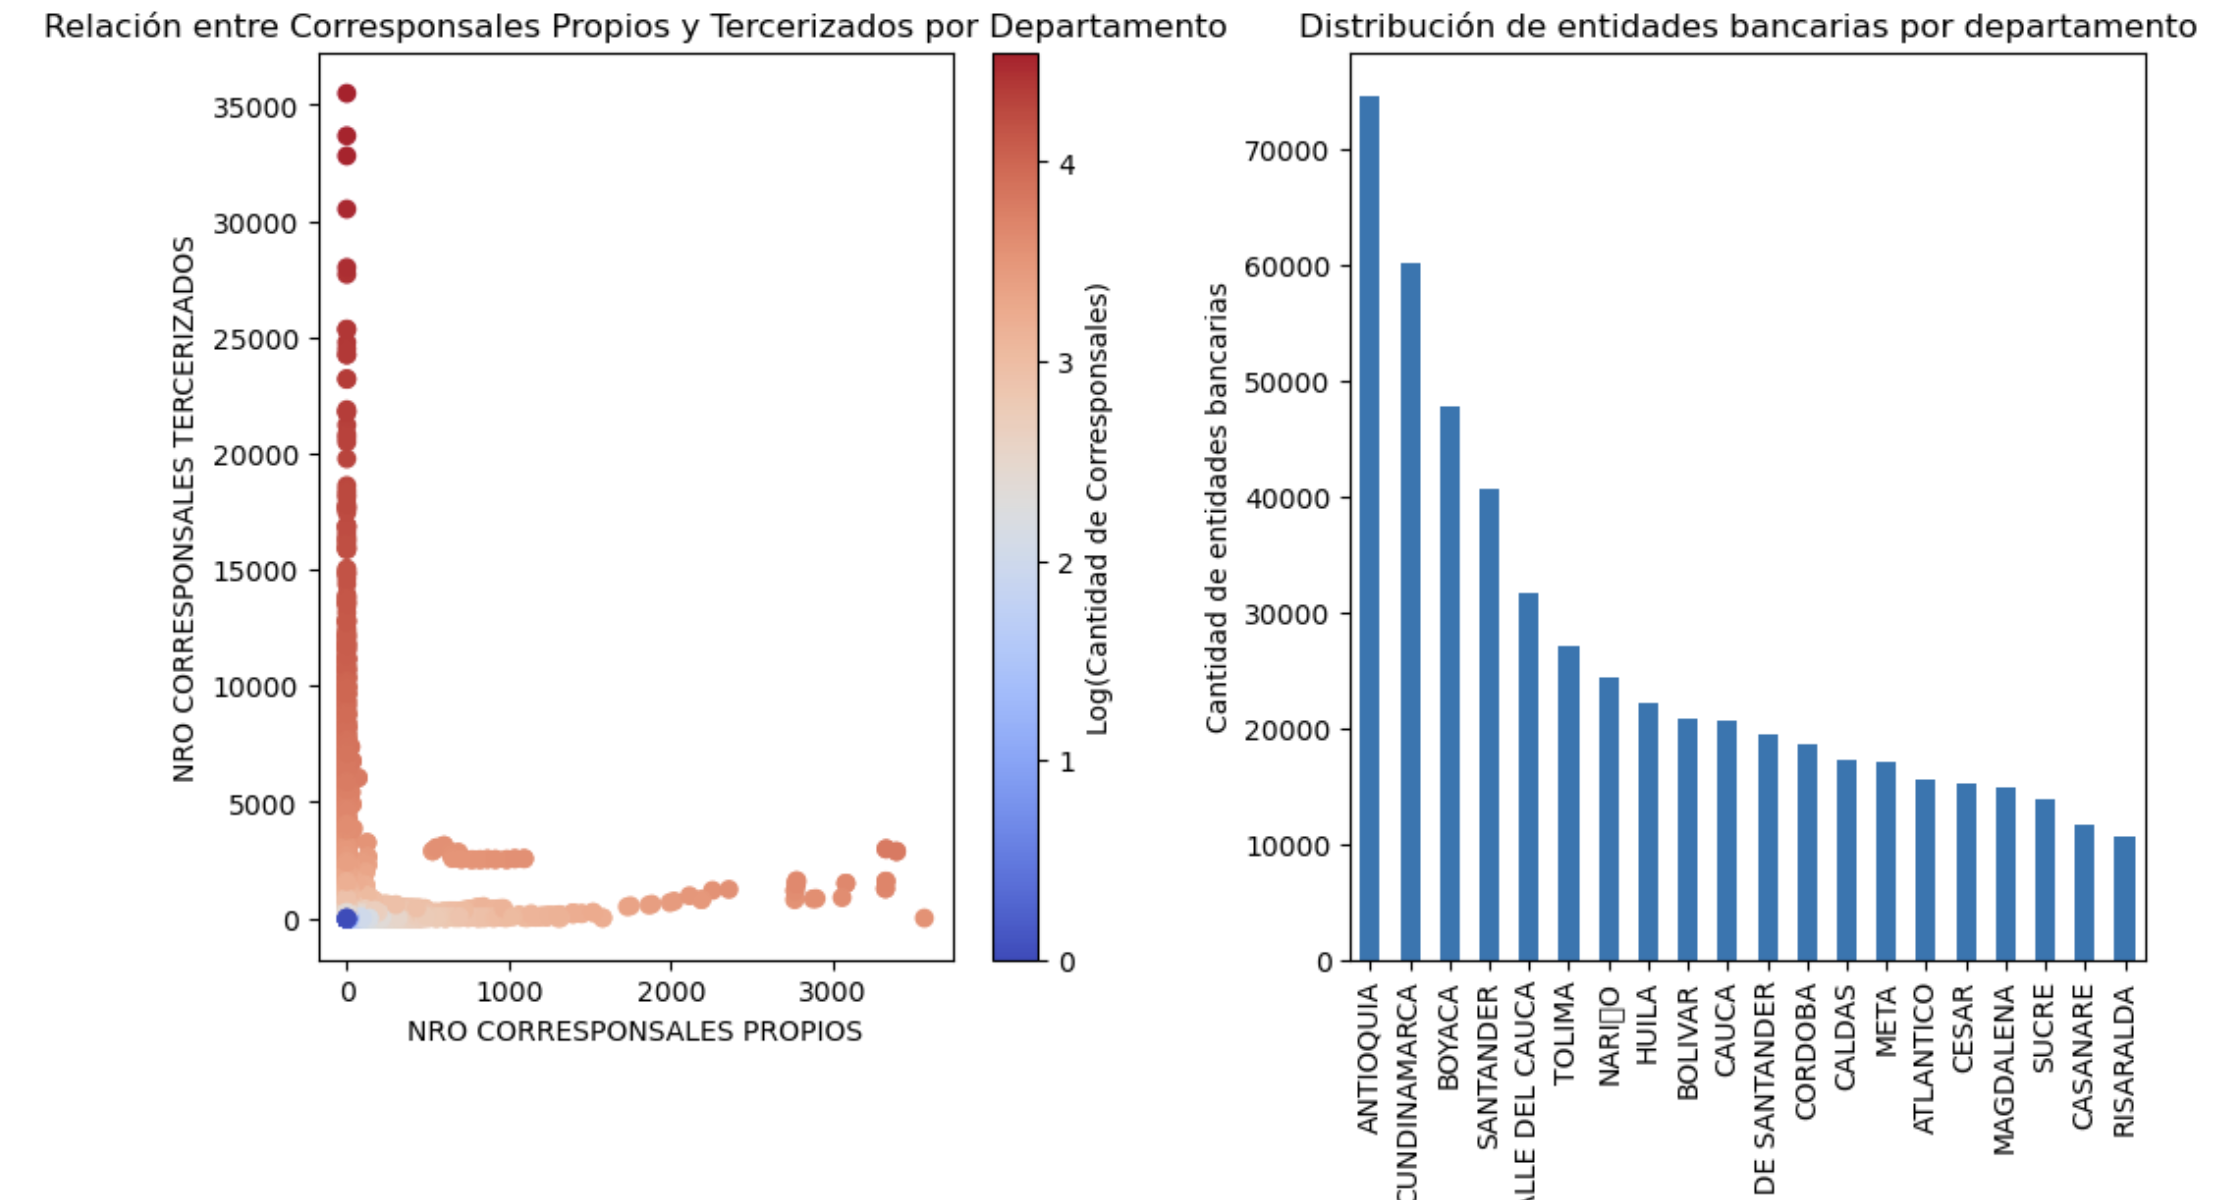 Relación entre Corresponsales Propios y Tercerizados por Departamento
NRO CORRESPONSALES TERCERIZADOS
35000
30000
25000
20000
15000
10000
5000
0
0 1000 2000 3000
NRO CORRESPONSALES PROPIOS
4
3
2
1
0
Log(Cantidad de Corresponsales)
Distribución de entidades bancarias por departamento
Cantidad de entidades bancarias
70000
60000
50000
40000
30000
20000
10000
0
ANTIOQUIA
CUNDINAMARCA
BOYACA
SANTANDER
ALLE DEL CAUCA
TOLIMA
NARI▯O
HUILA
BOLIVAR
CAUCA
DE SANTANDER
CORDOBA
CALDAS
META
ATLANTICO
CESAR
MAGDALENA
SUCRE
CASANARE
RISARALDA